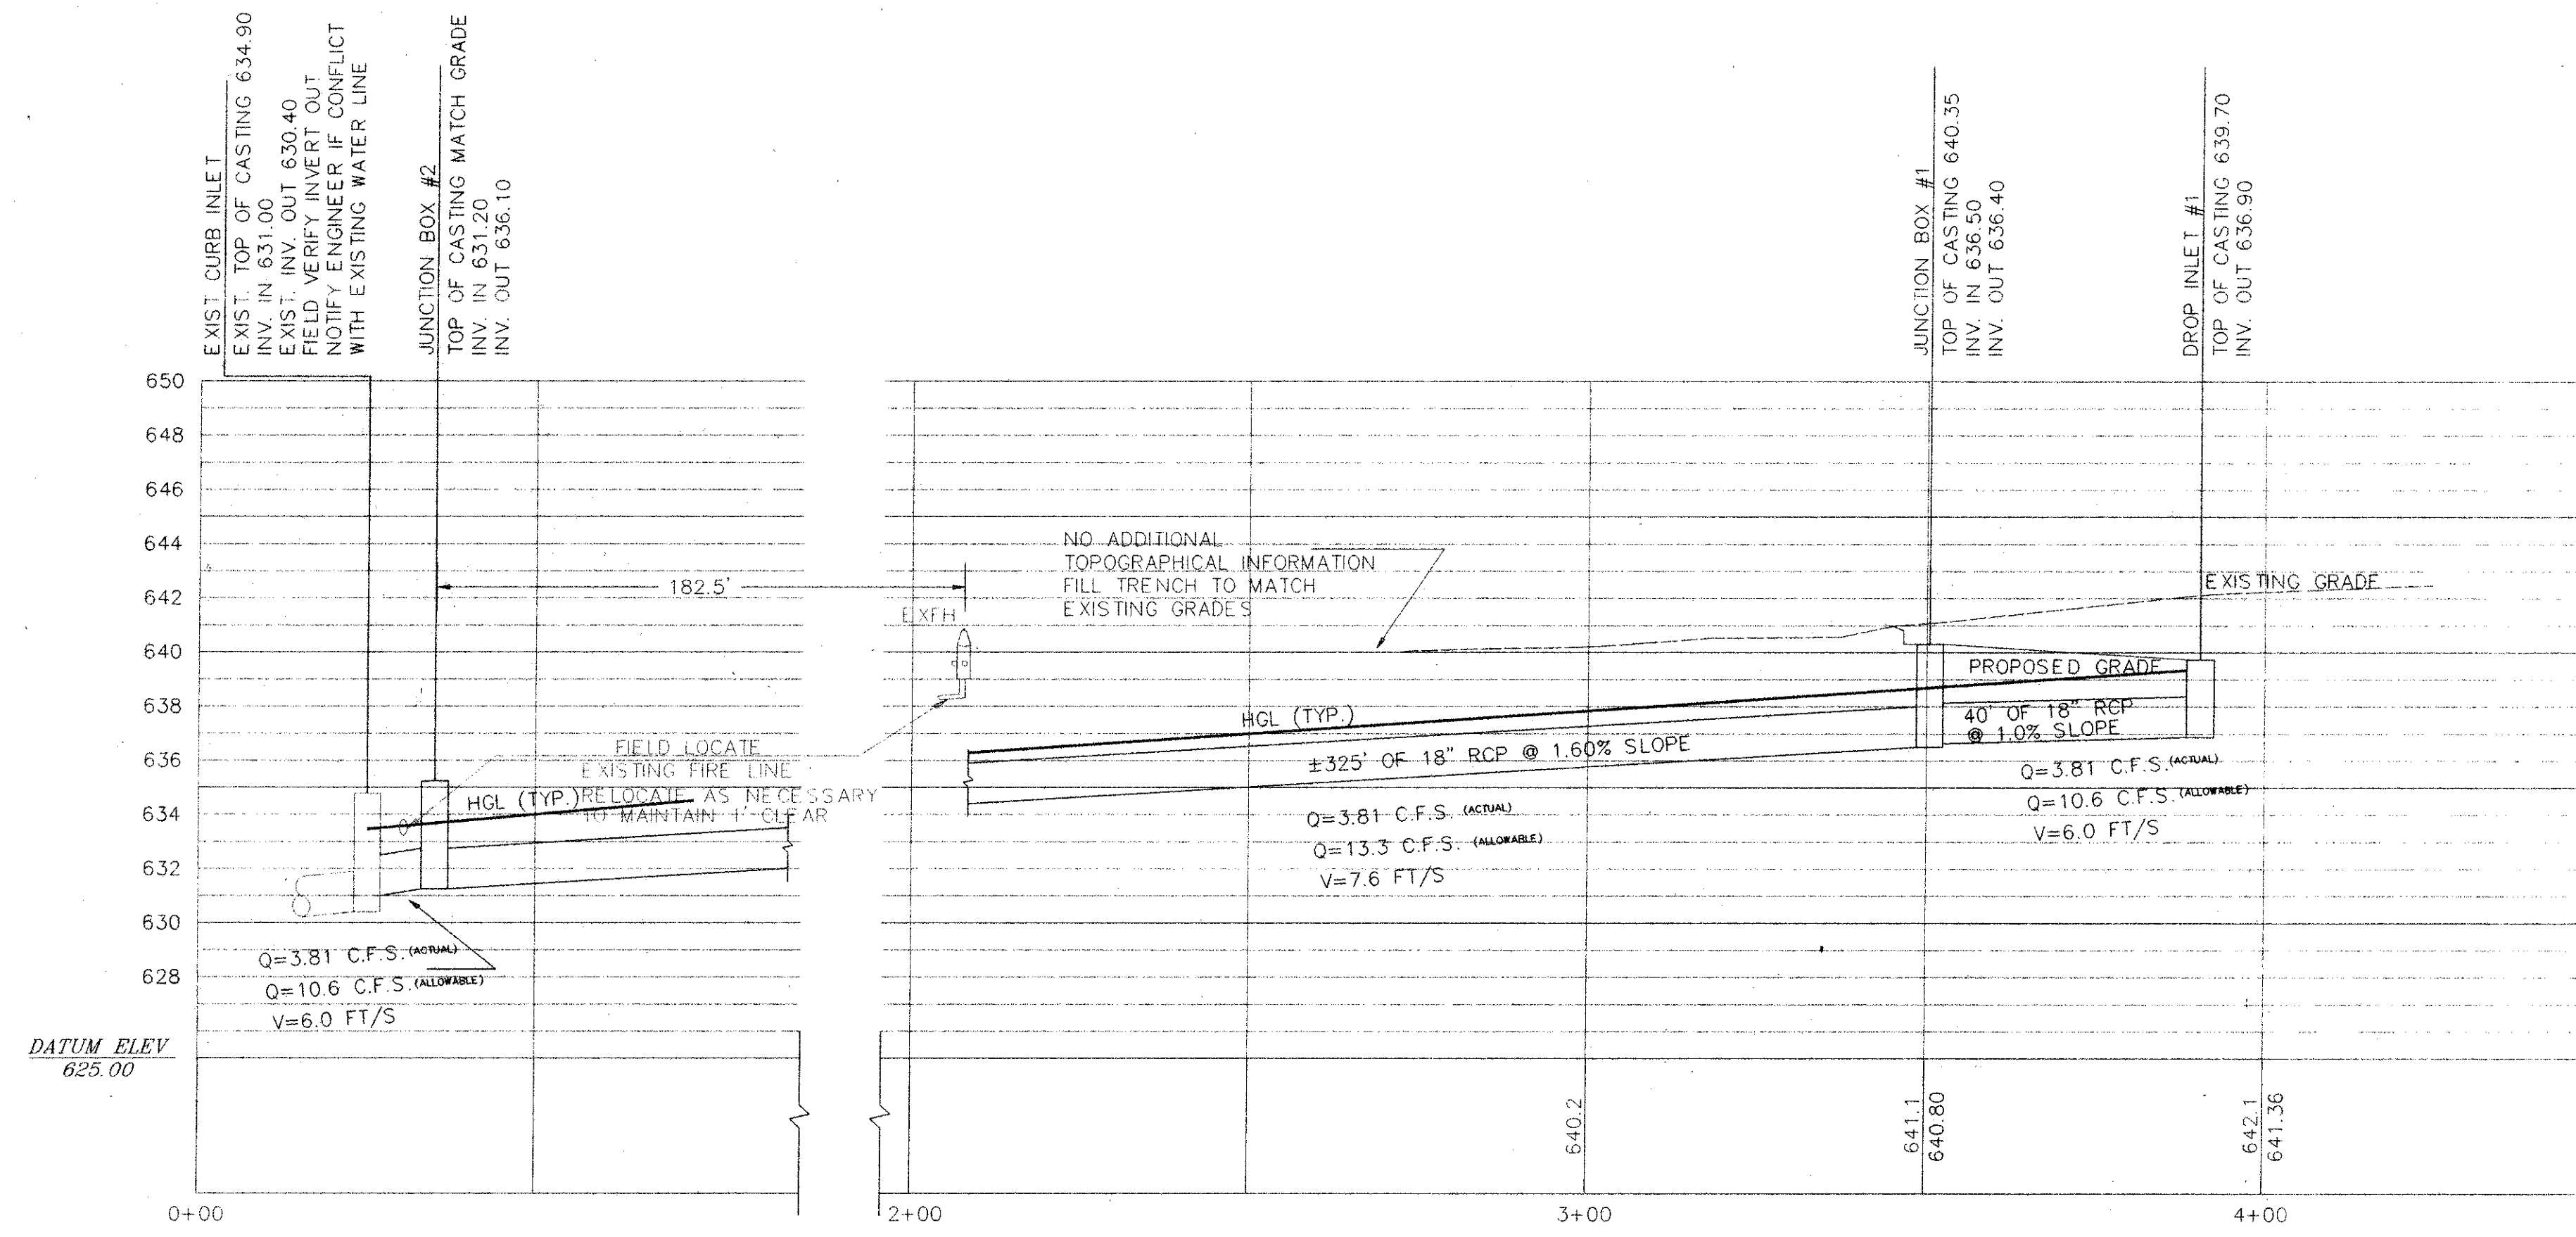 EXIST CURB INLET
EXIST. TOP OF CASTING 634.90
INV. IN 631.00
EXIST. INV. OUT 630.40
FIELD VERIFY INVERT OUT
NOTIFY ENGINEER IF CONFLICT
WITH EXISTING WATER LINE
JUNCTION BOX #2
TOP OF CASTING MATCH GRADE
INV. IN 631.20
INV. OUT 636.10
JUNCTION BOX #1
TOP OF CASTING 640.35
INV. IN 636.50
INV. OUT 636.40
DROP INLET #1
TOP OF CASTING 639.70
INV. OUT 636.90
650
648
646
644
642
640
638
636
634
632
630
628
DATUM ELEV
625.00
182.5'
EXFH
NO ADDITIONAL
TOPOGRAPHICAL INFORMATION
FILL TRENCH TO MATCH
EXISTING GRADES
EXISTING GRADE
PROPOSED GRADE
HGL (TYP.)
40' OF 18" RCP
@ 1.0% SLOPE
±325' OF 18" RCP @ 1.60% SLOPE
FIELD LOCATE
EXISTING FIRE LINE
RELOCATE AS NECESSARY
TO MAINTAIN 1' CLEAR
HGL (TYP.)
Q=3.81 C.F.S. (ACTUAL)
Q=10.6 C.F.S. (ALLOWABLE)
V=6.0 FT/S
Q=3.81 C.F.S. (ACTUAL)
Q=13.3 C.F.S. (ALLOWABLE)
V=7.6 FT/S
Q=3.81 C.F.S. (ACTUAL)
Q=10.6 C.F.S. (ALLOWABLE)
V=6.0 FT/S
640.2
641.1
640.80
642.1
641.36
0+00
2+00
3+00
4+00